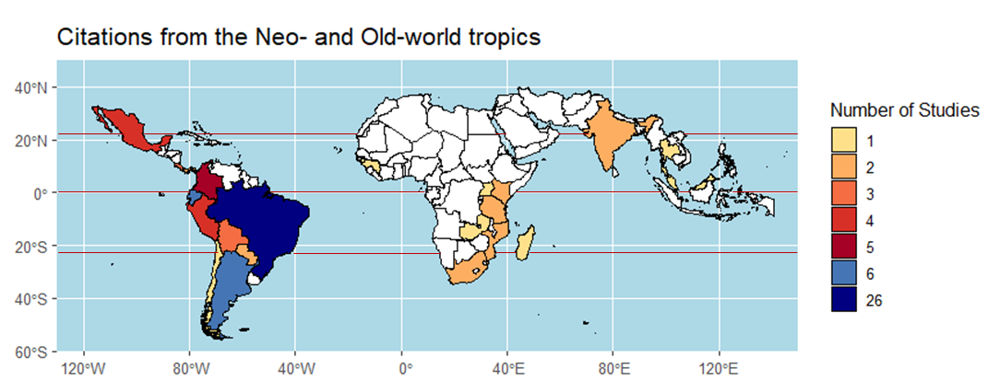 Citations from the Neo- and Old-world tropics
Number of Studies
1
2
3
4
5
6
26
40°N
20°N
0°
20°S
40°S
60°S
120°W
80°W
40°W
0°
40°E
80°E
120°E